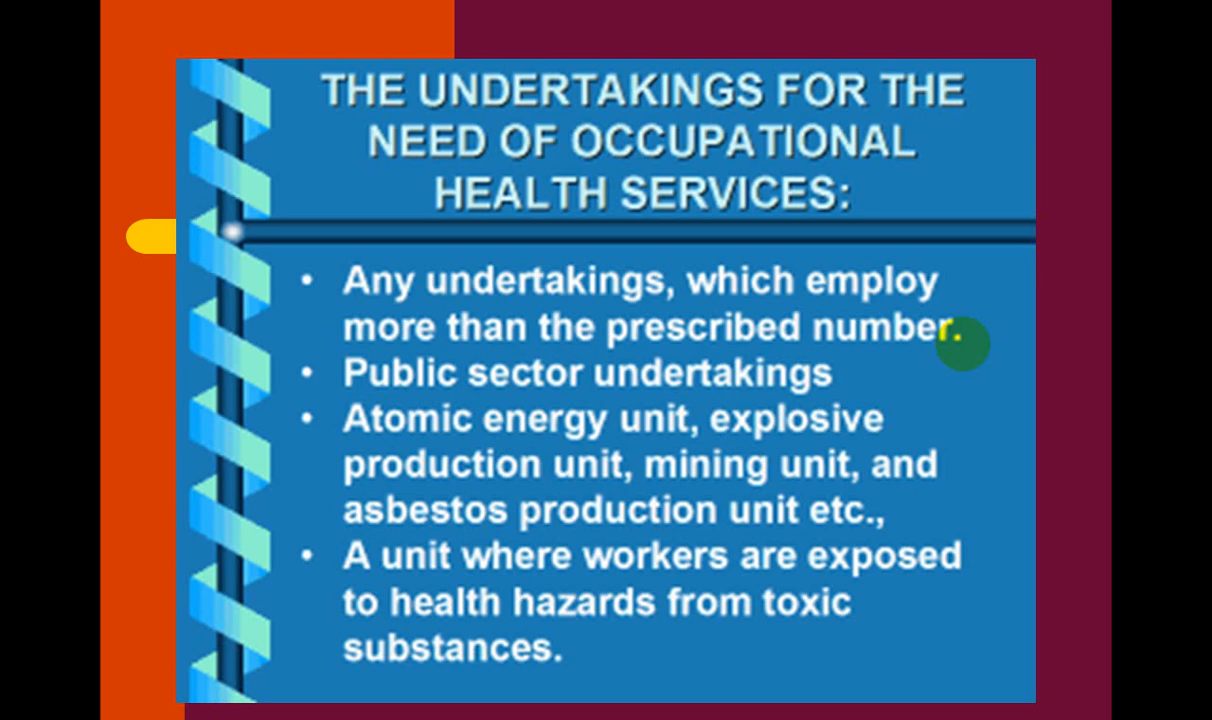 THE UNDERTAKINGS FOR THE
NEED OF OCCUPATIONAL
HEALTH SERVICES:
• Any undertakings, which employ
more than the prescribed number.
• Public sector undertakings
• Atomic energy unit, explosive
production unit, mining unit, and
asbestos production unit etc.,
• A unit where workers are exposed
to health hazards from toxic
substances.